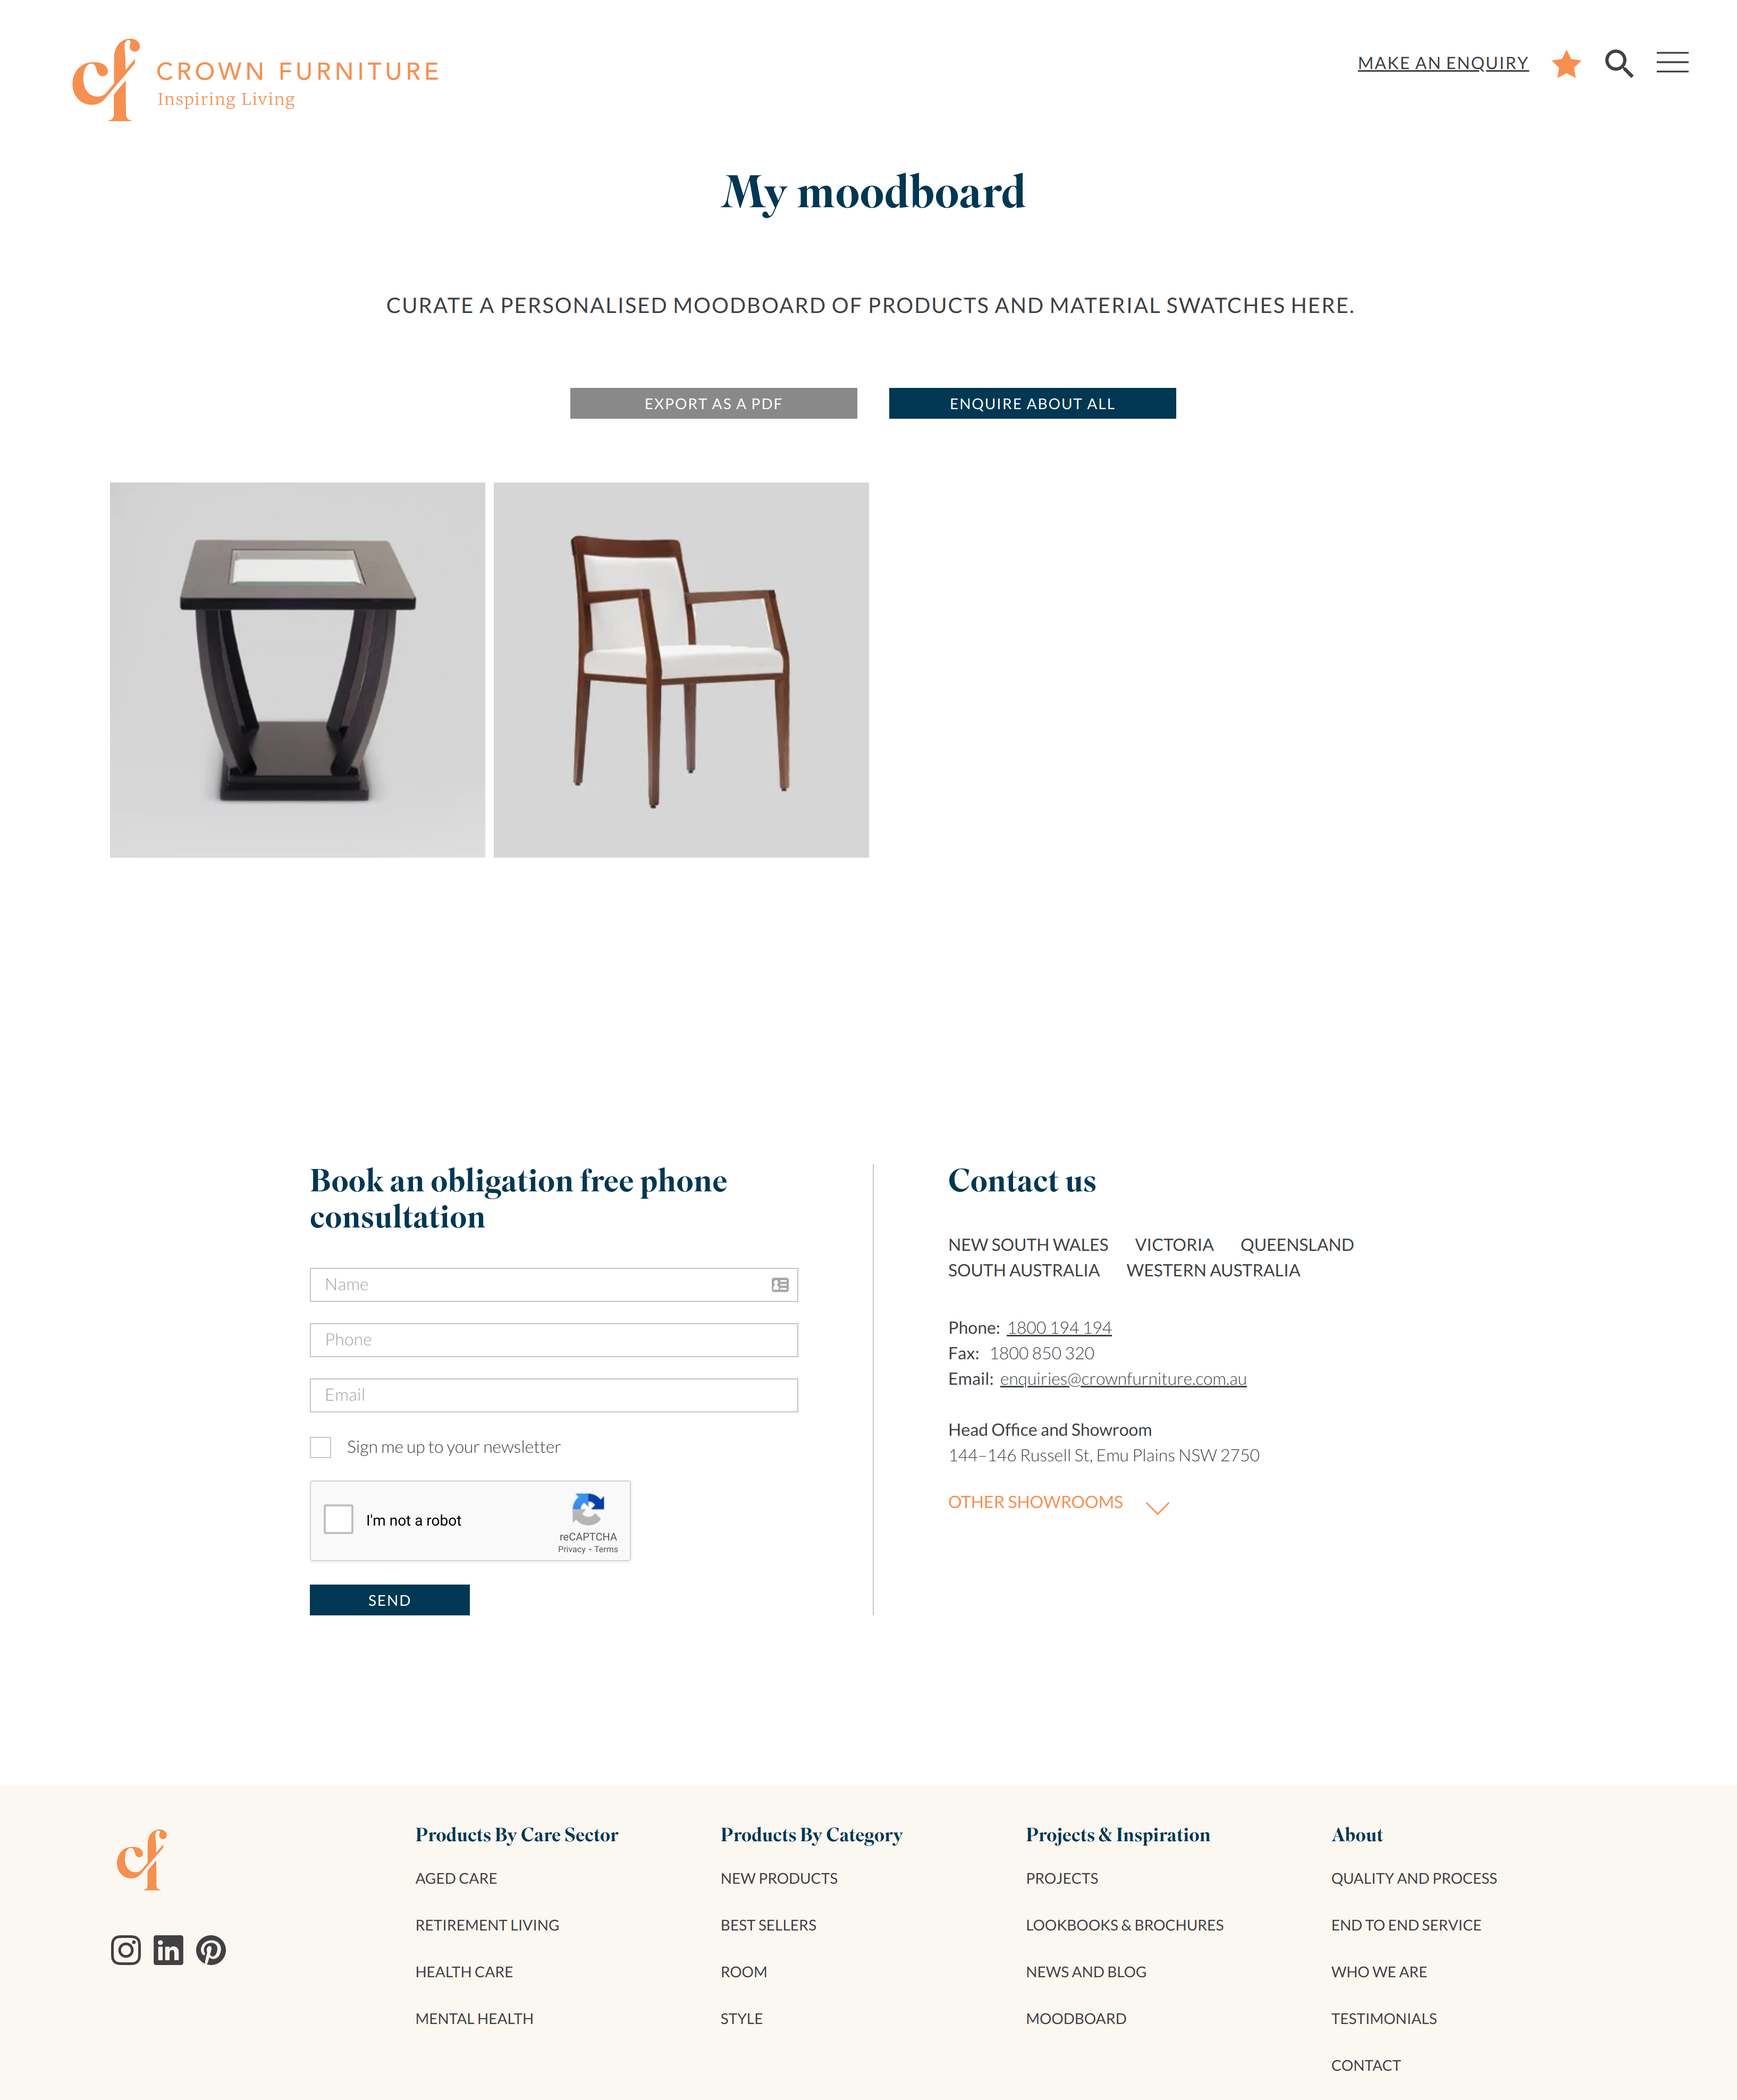 CROWN FURNITURE
Inspiring Living
MAKE AN ENQUIRY
My moodboard
CURATE A PERSONALISED MOODBOARD OF PRODUCTS AND MATERIAL SWATCHES HERE.
EXPORT AS A PDF
ENQUIRE ABOUT ALL
Book an obligation free phone
consultation
Name
Phone
Email
Sign me up to your newsletter
I'm not a robot
reCAPTCHA
Privacy - Terms
SEND
Contact us
NEW SOUTH WALES VICTORIA QUEENSLAND
SOUTH AUSTRALIA WESTERN AUSTRALIA
Phone: 1800 194 194
Fax: 1800 850 320
Email: enquiries@crownfurniture.com.au
Head Office and Showroom
144–146 Russell St, Emu Plains NSW 2750
OTHER SHOWROOMS
Products By Care Sector
AGED CARE
RETIREMENT LIVING
HEALTH CARE
MENTAL HEALTH
Products By Category
NEW PRODUCTS
BEST SELLERS
ROOM
STYLE
Projects & Inspiration
PROJECTS
LOOKBOOKS & BROCHURES
NEWS AND BLOG
MOODBOARD
About
QUALITY AND PROCESS
END TO END SERVICE
WHO WE ARE
TESTIMONIALS
CONTACT